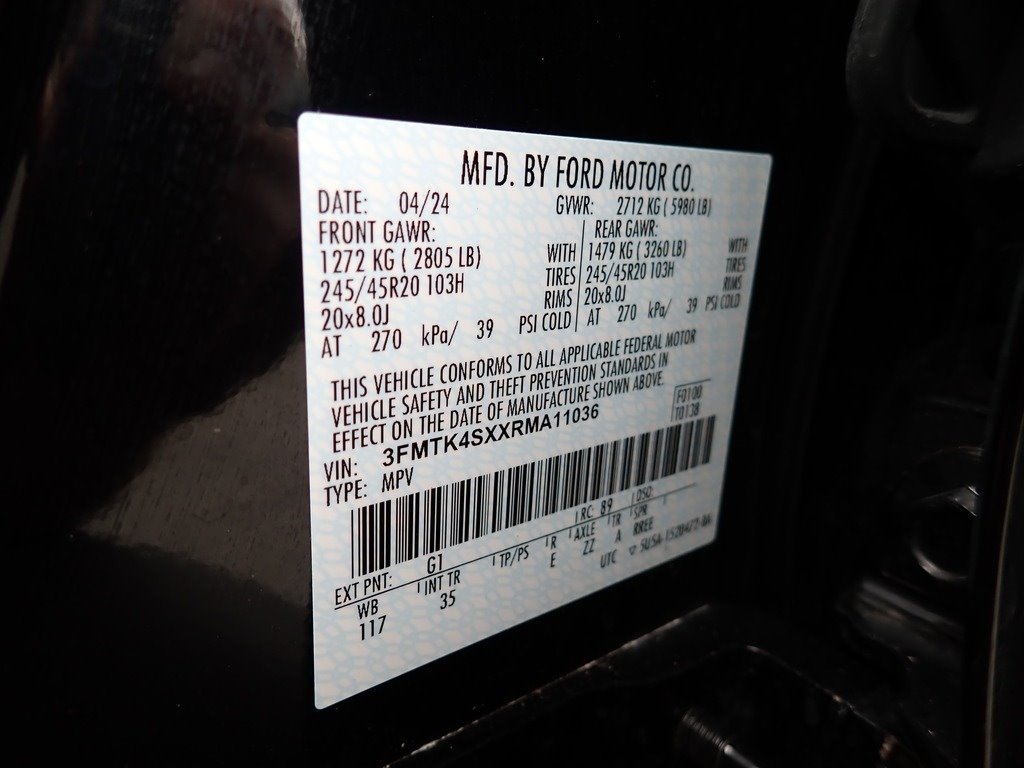 MFD. BY FORD MOTOR CO.
DATE: 04/24 GVWR: 2712 KG ( 5980 LB)
FRONT GAWR: REAR GAWR:
1272 KG ( 2805 LB) WITH 1479 KG ( 3260 LB) WITH
245/45R20 103H TIRES 245/45R20 103H TIRES
20x8.0J RIMS 20x8.0J RIMS
AT 270 kPa/ 39 PSI COLD AT 270 kPa/ 39 PSI COLD
THIS VEHICLE CONFORMS TO ALL APPLICABLE FEDERAL MOTOR
VEHICLE SAFETY AND THEFT PREVENTION STANDARDS IN
EFFECT ON THE DATE OF MANUFACTURE SHOWN ABOVE.
F0100
T0138
VIN: 3FMTK4SXXRMA11036
TYPE: MPV
EXT PNT: G1 RC: 89 DSO:
WB INT TR TP/PS R AXLE TR SPR
117 35 E ZZ A RREE
UTC